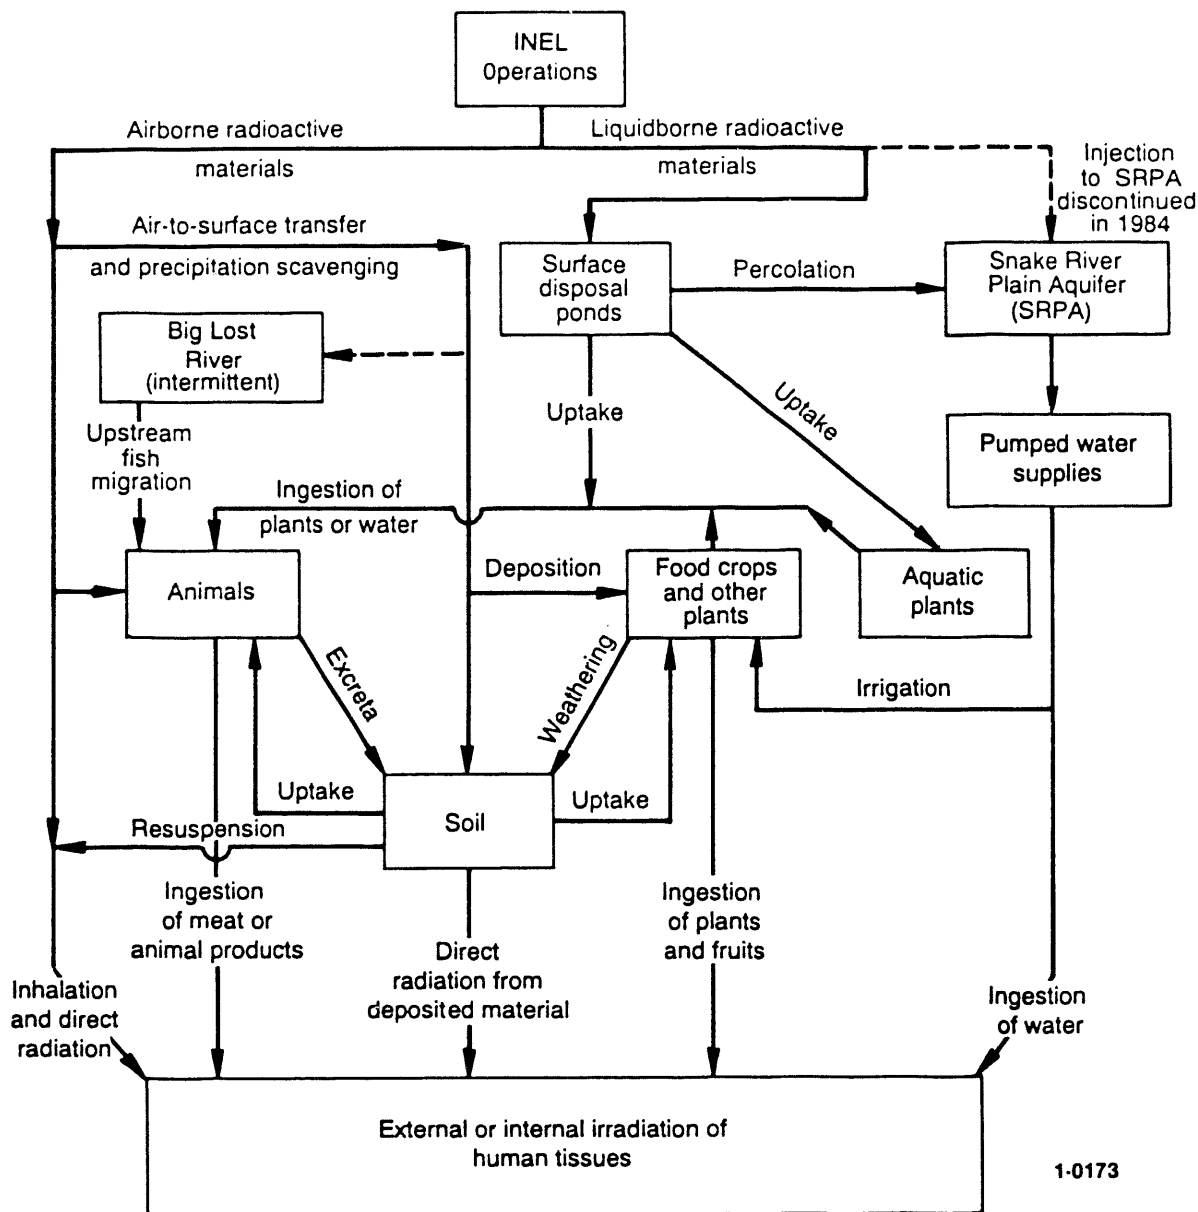 INEL
Operations
Airborne radioactive
materials
Liquidborne radioactive
materials
Injection
to SRPA
discontinued
in 1984
Air-to-surface transfer
and precipitation scavenging
Surface
disposal
ponds
Percolation
Snake River
Plain Aquifer
(SRPA)
Big Lost
River
(intermittent)
Uptake
Uptake
Pumped water
supplies
Upstream
fish
migration
Ingestion of
plants or water
Animals
Deposition
Food crops
and other
plants
Aquatic
plants
Excreta
Weathering
Irrigation
Uptake
Soil
Uptake
Resuspension
Ingestion
of meat or
animal products
Direct
radiation from
deposited material
Ingestion
of plants
and fruits
Inhalation
and direct
radiation
Ingestion
of water
External or internal irradiation of
human tissues
1-0173